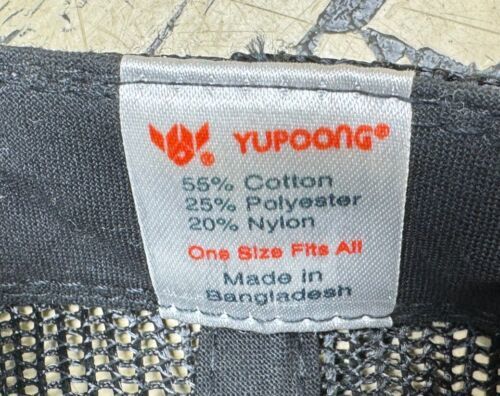 ® YUPOONG®
55% Cotton
25% Polyester
20% Nylon
One Size Fits All
Made in
Bangladesh